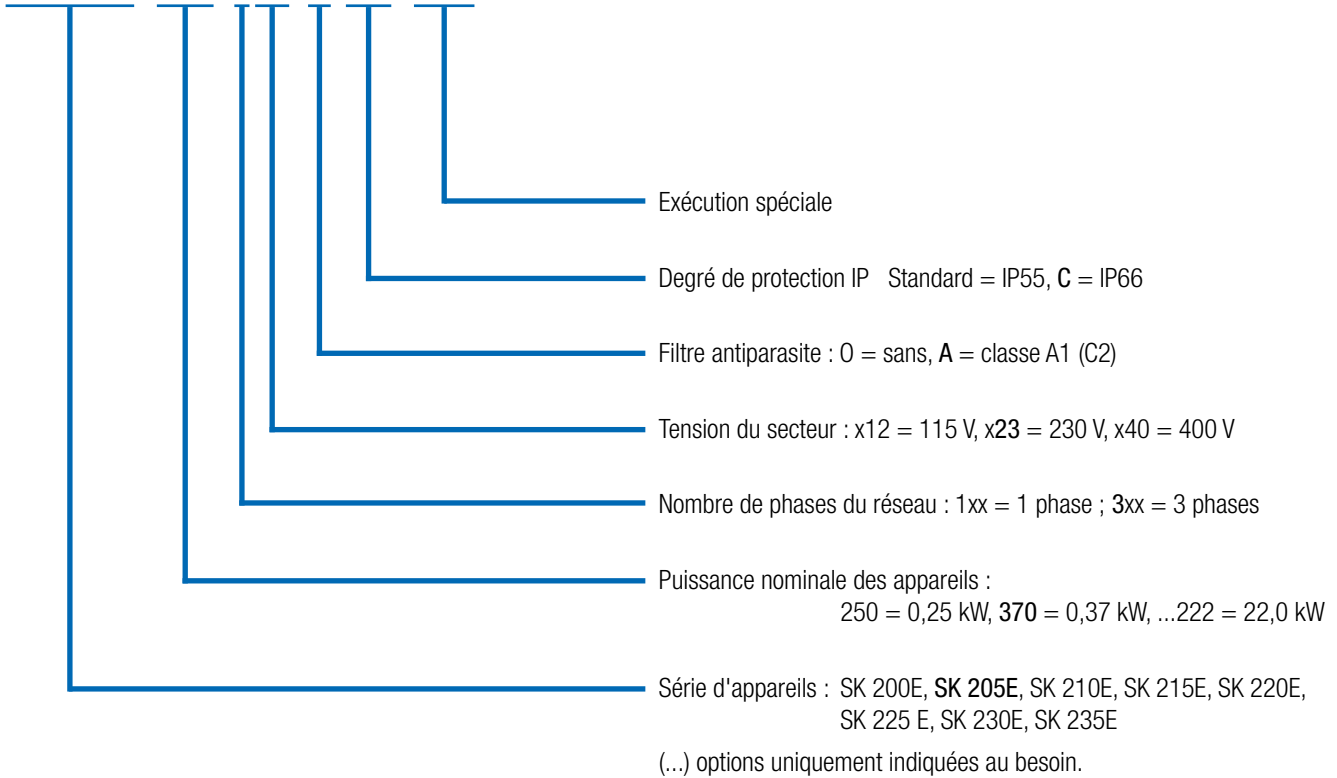 Exécution spéciale
Degré de protection IP Standard = IP55, C = IP66
Filtre antiparasite : O = sans, A = classe A1 (C2)
Tension du secteur : x12 = 115 V, x23 = 230 V, x40 = 400 V
Nombre de phases du réseau : 1xx = 1 phase ; 3xx = 3 phases
Puissance nominale des appareils :
250 = 0,25 kW, 370 = 0,37 kW, ...222 = 22,0 kW
Série d'appareils : SK 200E, SK 205E, SK 210E, SK 215E, SK 220E,
SK 225 E, SK 230E, SK 235E
(...) options uniquement indiquées au besoin.